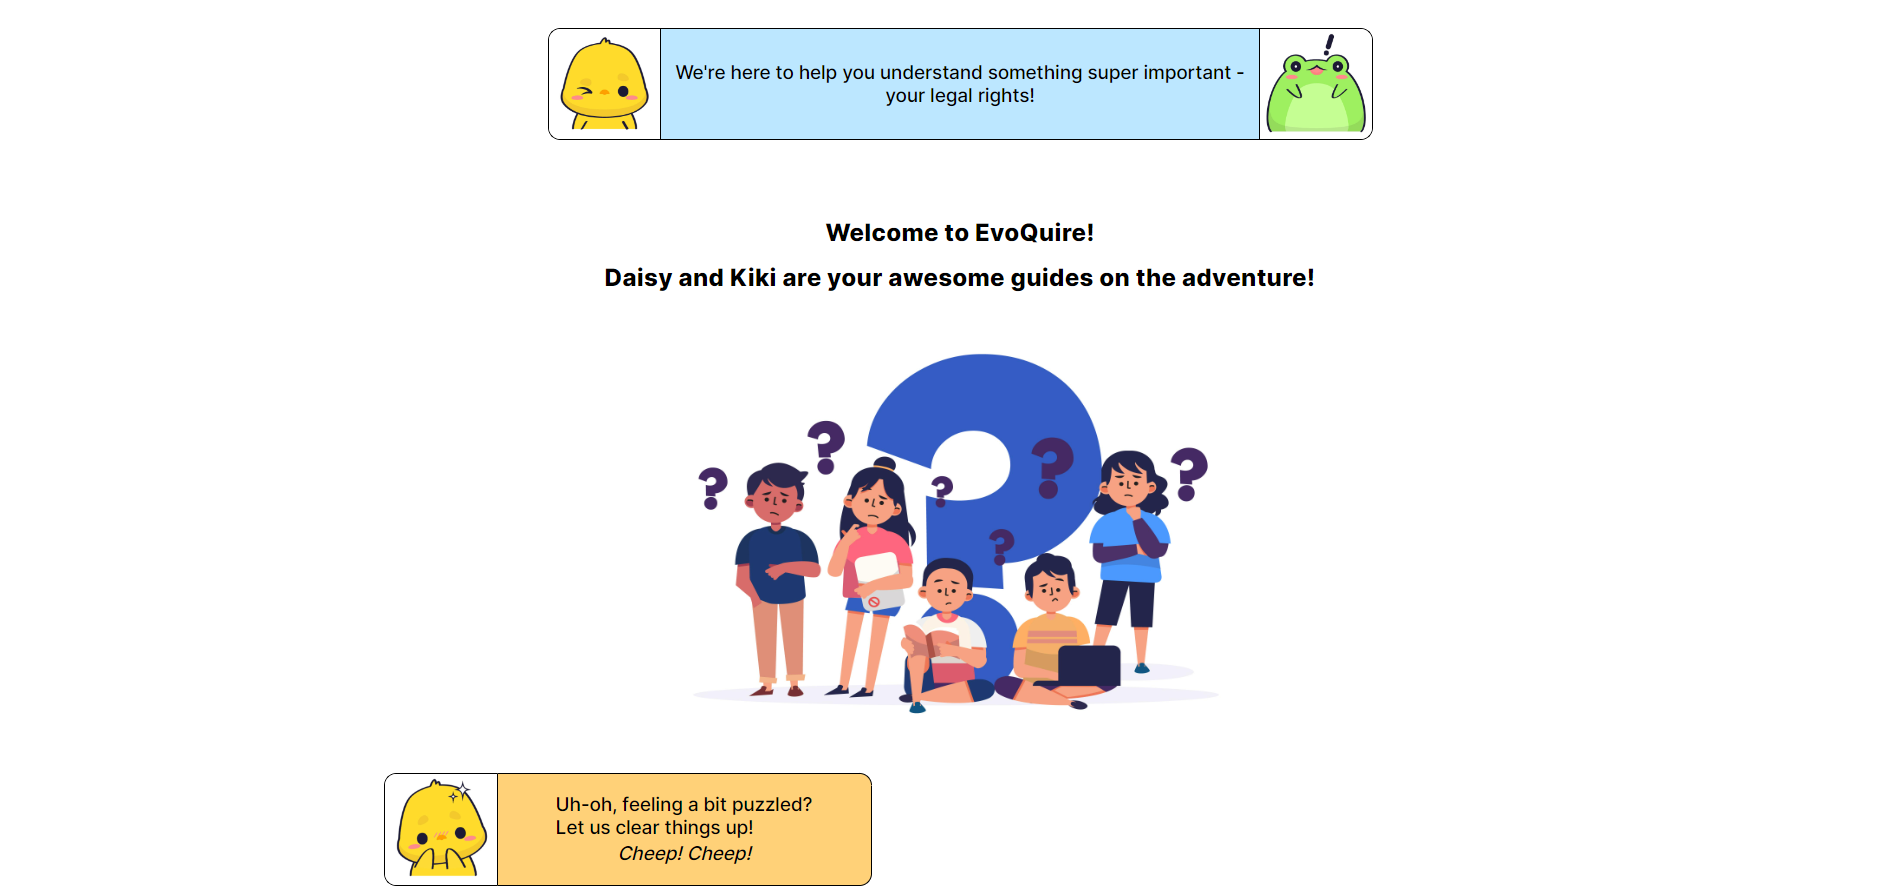 We're here to help you understand something super important -
your legal rights!
Welcome to EvoQuire!
Daisy and Kiki are your awesome guides on the adventure!
Uh-oh, feeling a bit puzzled?
Let us clear things up!
Cheep! Cheep!